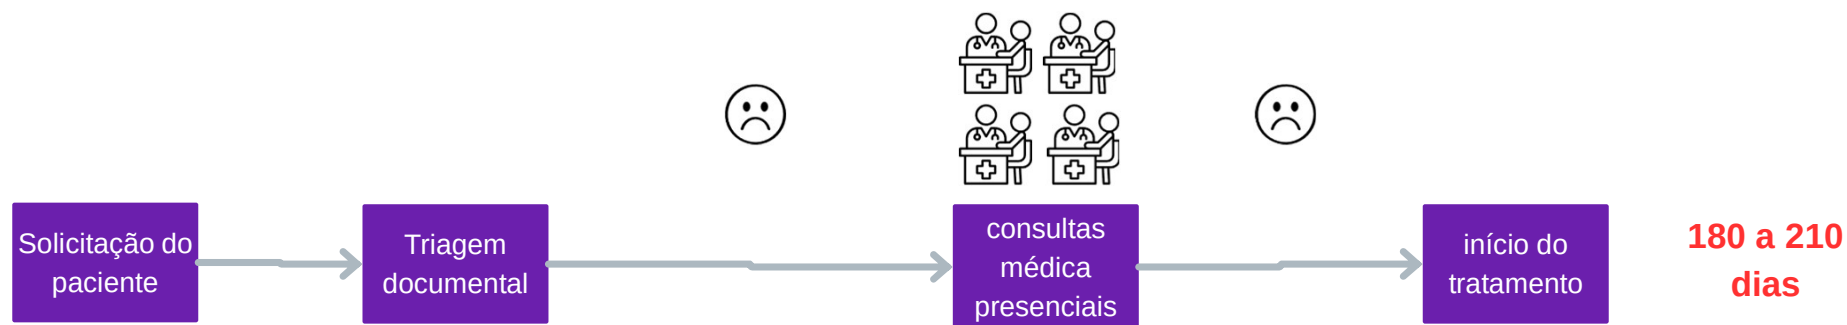 Solicitação do
paciente
Triagem
documental
consultas
médica
presenciais
início do
tratamento
180 a 210
dias